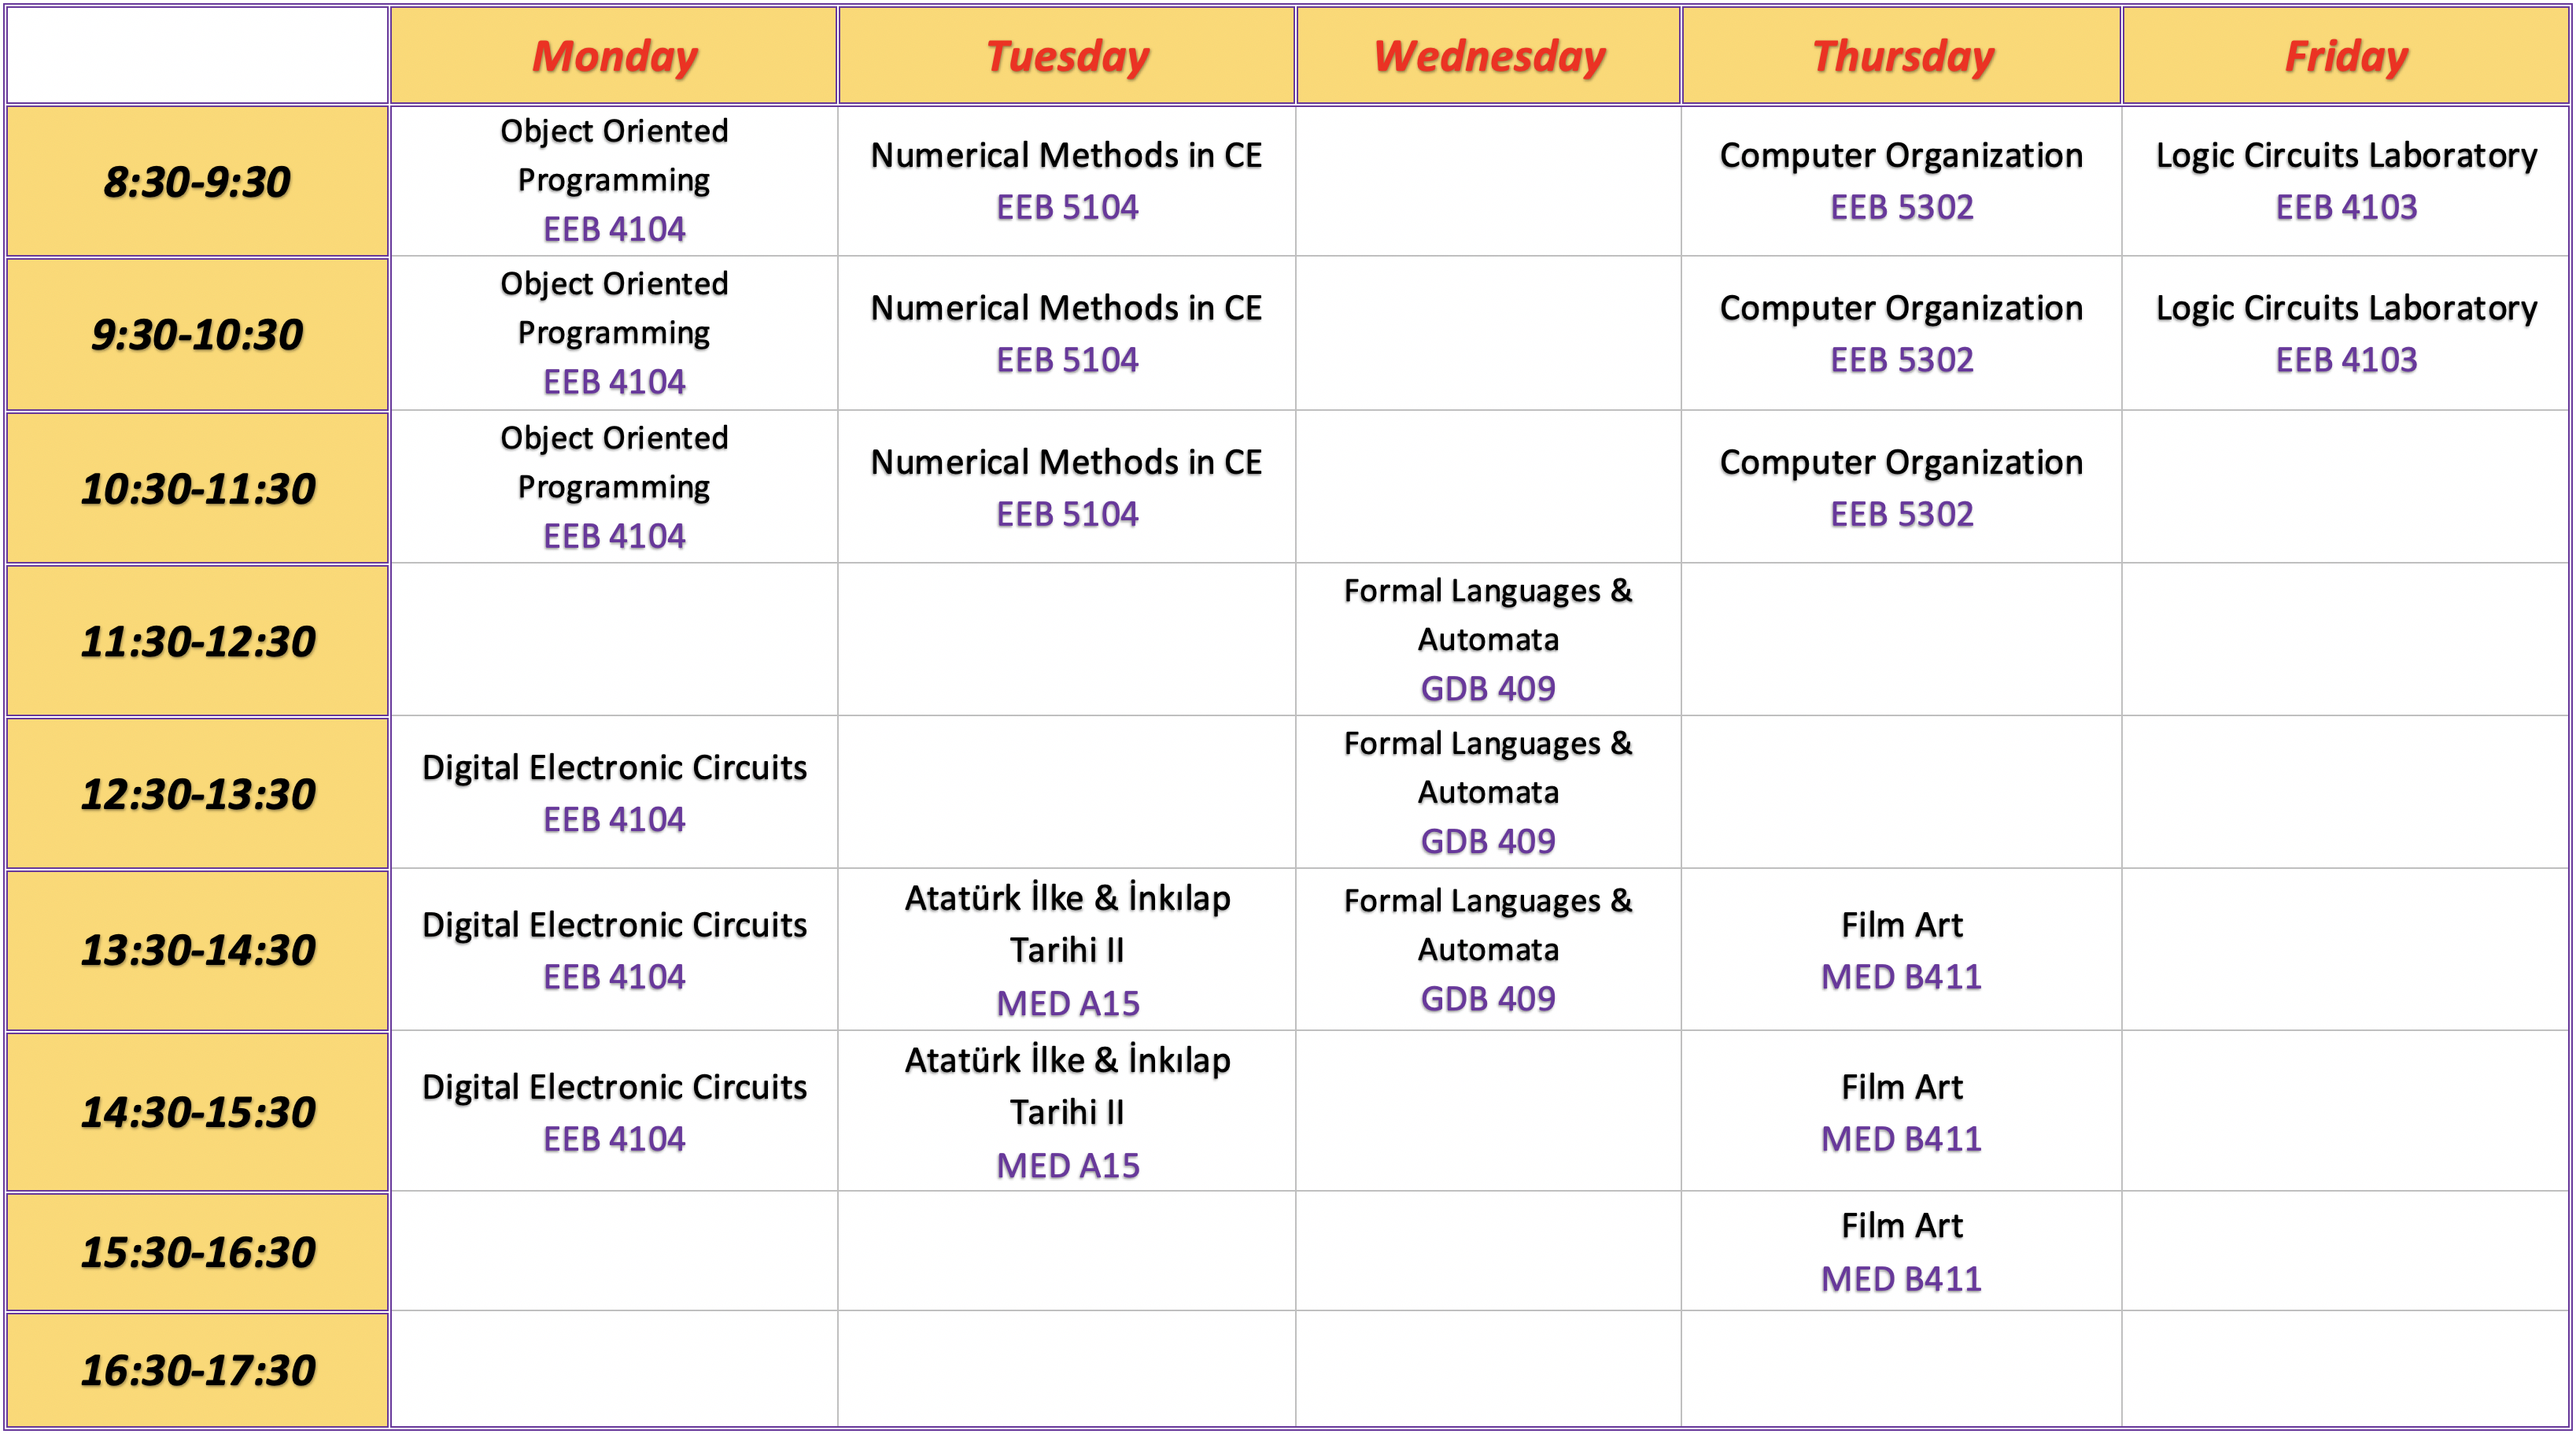 Monday Tuesday Wednesday Thursday Friday
8:30-9:30
Object Oriented
Programming
EEB 4104
Numerical Methods in CE
EEB 5104
Computer Organization
EEB 5302
Logic Circuits Laboratory
EEB 4103
9:30-10:30
Object Oriented
Programming
EEB 4104
Numerical Methods in CE
EEB 5104
Computer Organization
EEB 5302
Logic Circuits Laboratory
EEB 4103
10:30-11:30
Object Oriented
Programming
EEB 4104
Numerical Methods in CE
EEB 5104
Computer Organization
EEB 5302
11:30-12:30
Formal Languages &
Automata
GDB 409
12:30-13:30
Digital Electronic Circuits
EEB 4104
Formal Languages &
Automata
GDB 409
13:30-14:30
Digital Electronic Circuits
EEB 4104
Atatürk İlke & İnkılap
Tarihi II
MED A15
Formal Languages &
Automata
GDB 409
Film Art
MED B411
14:30-15:30
Digital Electronic Circuits
EEB 4104
Atatürk İlke & İnkılap
Tarihi II
MED A15
Film Art
MED B411
15:30-16:30
Film Art
MED B411
16:30-17:30